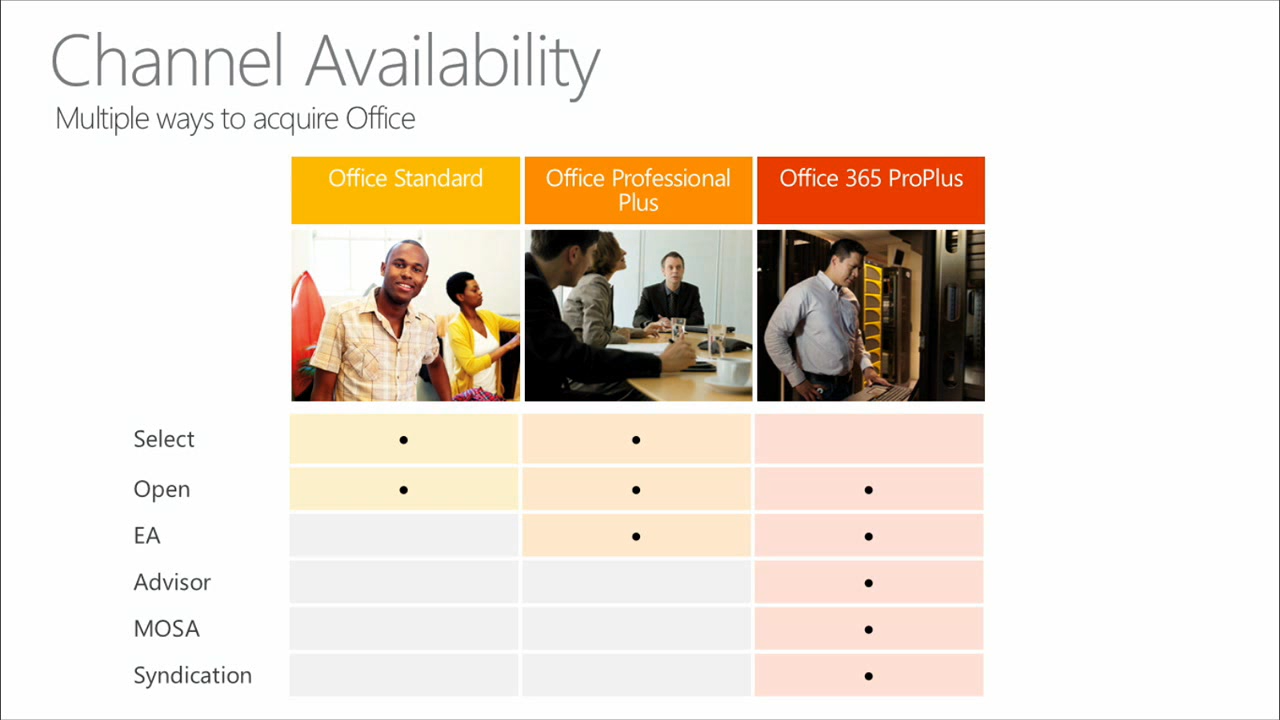 Channel Availability
Multiple ways to acquire Office
Office Standard
Office Professional
Plus
Office 365 ProPlus
Select • •
Open • • •
EA • •
Advisor •
MOSA •
Syndication •